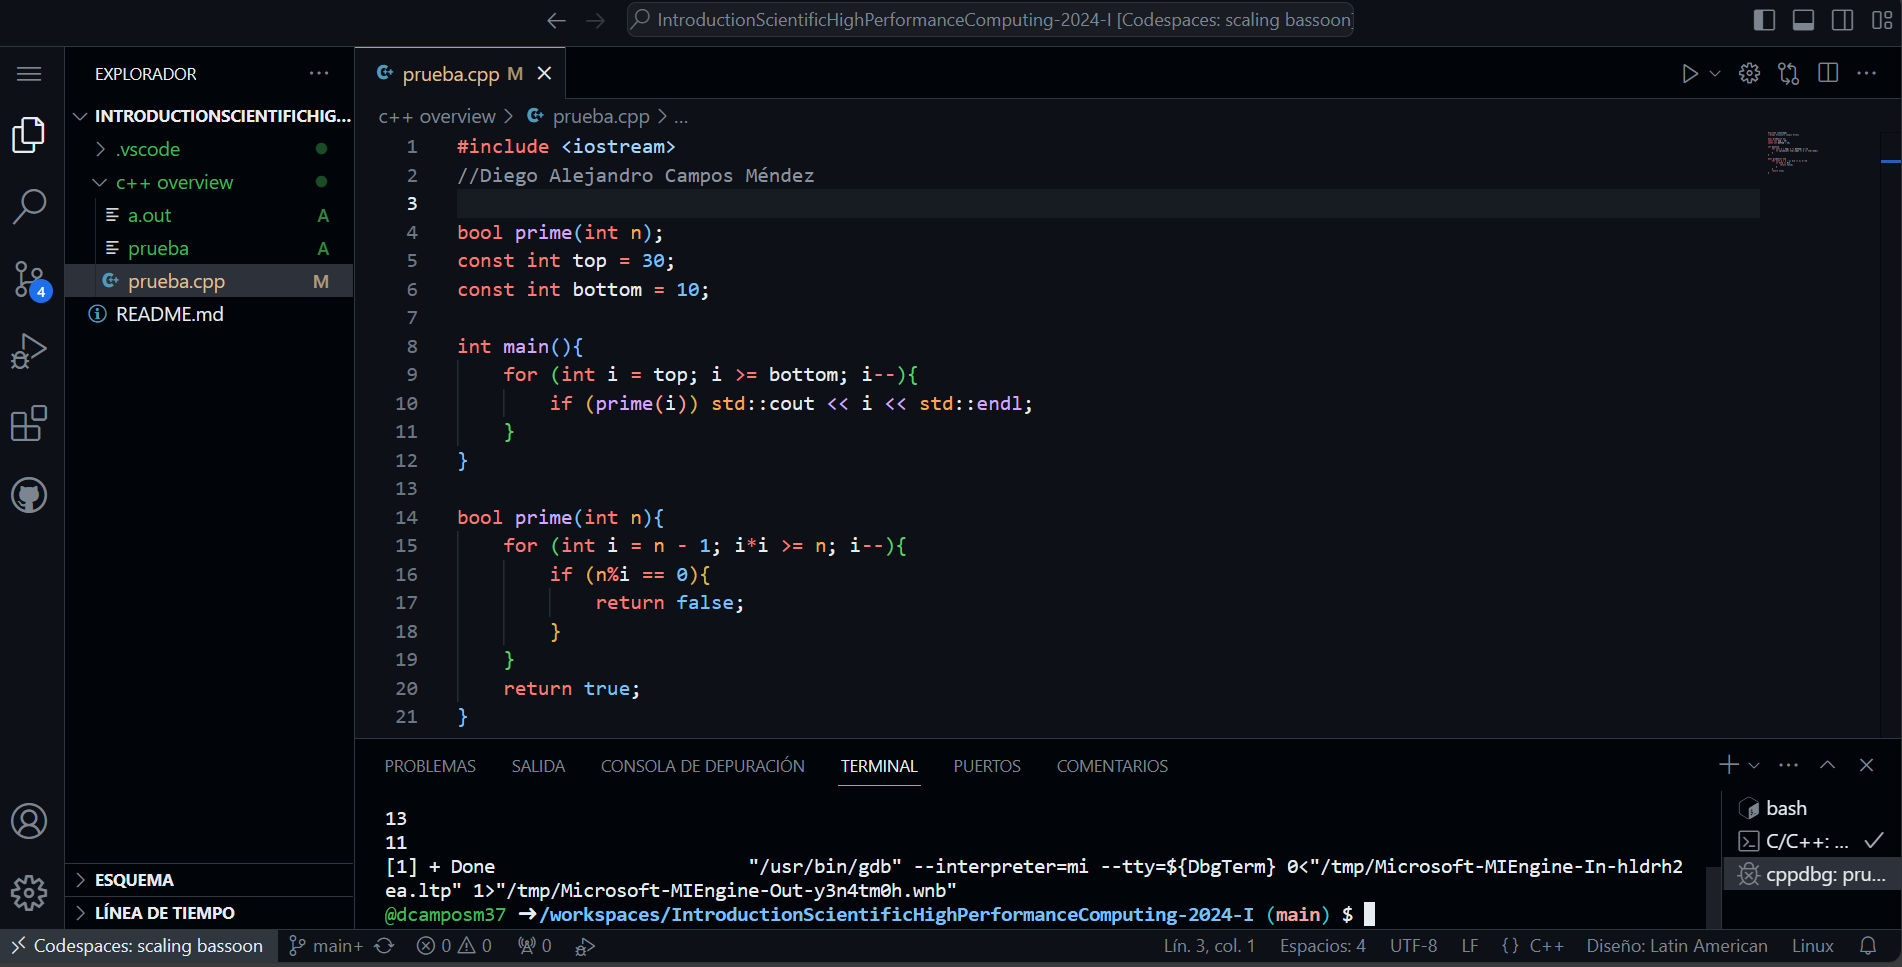 IntroductionScientificHighPerformanceComputing-2024-I [Codespaces: scaling bassoon]
EXPLORADOR
INTRODUCTIONSCIENTIFICHIG...
.vscode
c++ overview
a.out A
prueba A
prueba.cpp M
README.md
ESQUEMA
LÍNEA DE TIEMPO
4
prueba.cpp M
c++ overview > prueba.cpp > ...
1 #include <iostream>
2 //Diego Alejandro Campos Méndez
3
4 bool prime(int n);
5 const int top = 30;
6 const int bottom = 10;
7
8 int main(){
9 for (int i = top; i >= bottom; i--){
10 if (prime(i)) std::cout << i << std::endl;
11 }
12 }
13
14 bool prime(int n){
15 for (int i = n - 1; i*i >= n; i--){
16 if (n%i == 0){
17 return false;
18 }
19 }
20 return true;
21 }
PROBLEMAS SALIDA CONSOLA DE DEPURACIÓN TERMINAL PUERTOS COMENTARIOS
13
11
[1] + Done "/usr/bin/gdb" --interpreter=mi --tty=${DbgTerm} 0<"/tmp/Microsoft-MIEngine-In-hldrh2
ea.ltp" 1>"/tmp/Microsoft-MIEngine-Out-y3n4tm0h.wnb"
@dcamposm37 ➜/workspaces/IntroductionScientificHighPerformanceComputing-2024-I (main) $
bash
C/C++: ...
cppdbg: pru...
Codespaces: scaling bassoon main+ 0 0 0 Lín. 3, col. 1 Espacios: 4 UTF-8 LF {} C++ Diseño: Latin American Linux